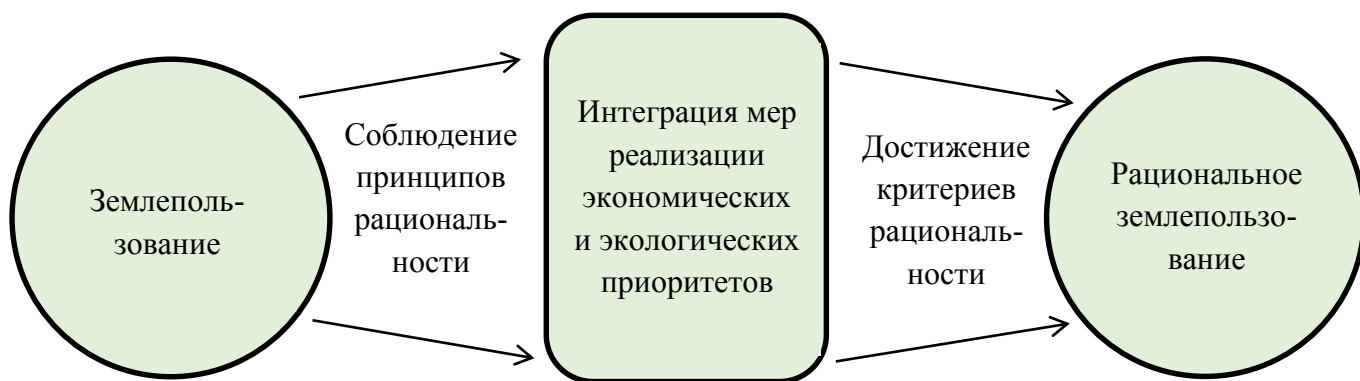 Землеполь-
зование
Соблюдение
принципов
рациональ-
ности
Интеграция мер
реализации
экономических
и экологических
приоритетов
Достижение
критериев
рациональ-
ности
Рациональное
землепользо-
вание